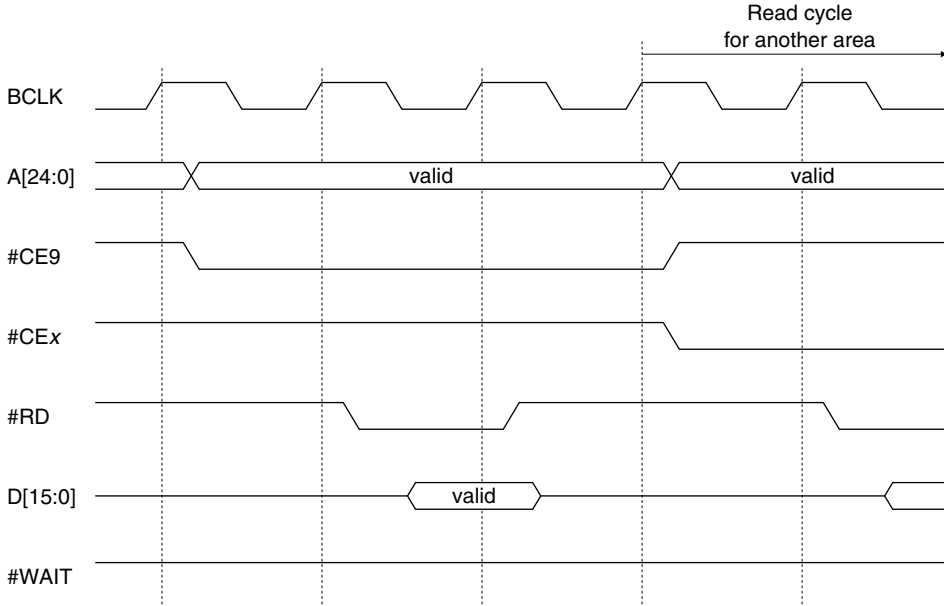 Read cycle
for another area
BCLK
A[24:0]
valid
valid
#CE9
#CEx
#RD
D[15:0]
valid
#WAIT